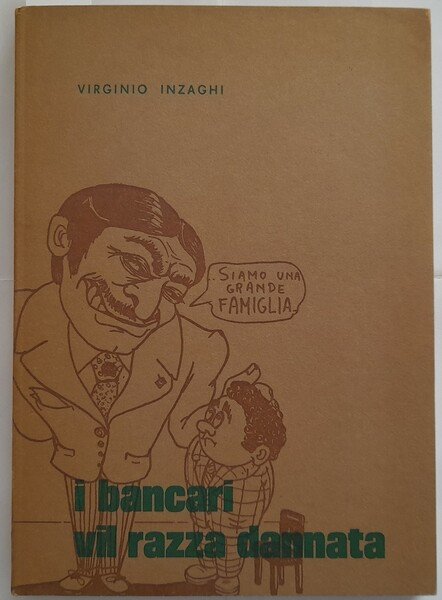 VIRGINIO INZAGHI
SIAMO UNA
GRANDE
FAMIGLIA
i bancari
vil razza dannata